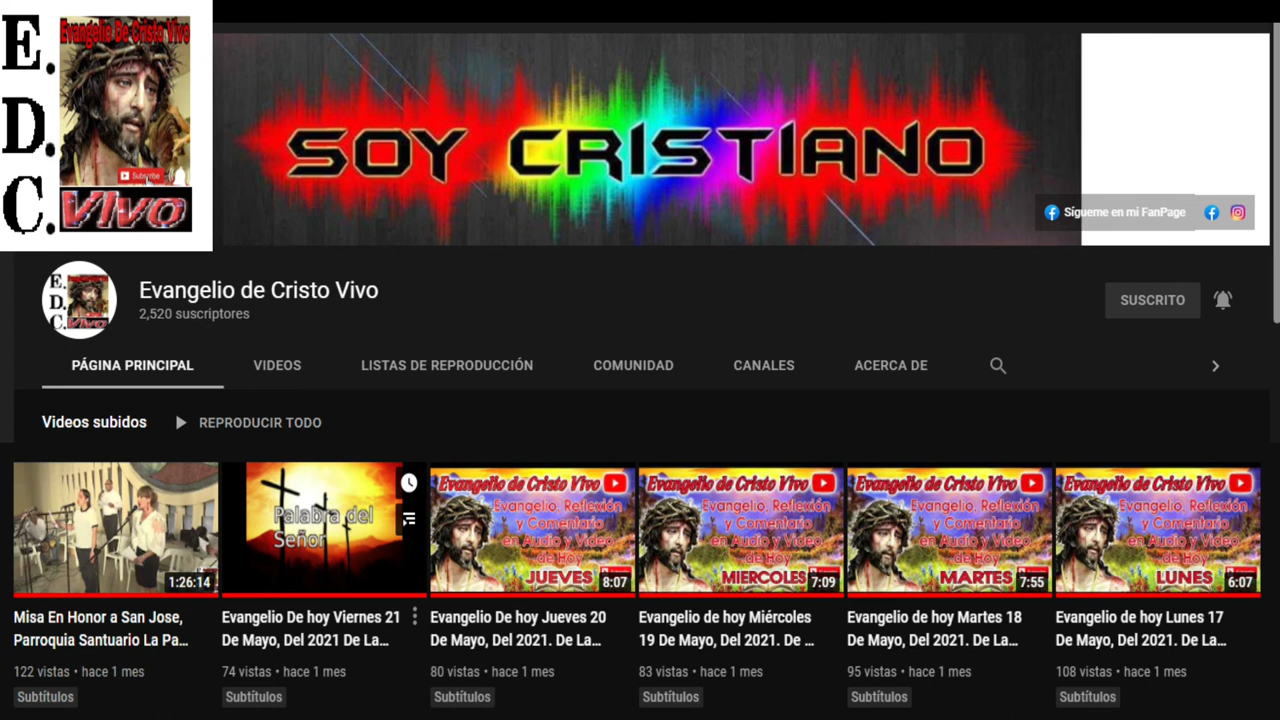 E.
D.
C.
Evangelio De Cristo Vivo
Subscribe
VIvo
SOY CRISTIANO
Sígueme en mi FanPage
E.
D.
C.
Vivo
Evangelio de Cristo Vivo
2,520 suscriptores
SUSCRITO
PÁGINA PRINCIPAL
VIDEOS
LISTAS DE REPRODUCCIÓN
COMUNIDAD
CANALES
ACERCA DE
Videos subidos
REPRODUCIR TODO
1:26:14
Misa En Honor a San Jose,
Parroquia Santuario La Pa...
122 vistas • hace 1 mes
Subtítulos
Palabra del
Señor
Evangelio De hoy Viernes 21
De Mayo, Del 2021 De La...
74 vistas • hace 1 mes
Subtítulos
Evangelio de Cristo Vivo
Evangelio, Reflexión
y Comentario
en Audio y Video
de Hoy
JUEVES
8:07
Evangelio De hoy Jueves 20
De Mayo, Del 2021. De La...
80 vistas • hace 1 mes
Subtítulos
Evangelio de Cristo Vivo
Evangelio, Reflexión
y Comentario
en Audio y Video
de Hoy
MIERCOLES
7:09
Evangelio de hoy Miércoles
19 De Mayo, Del 2021. De ...
83 vistas • hace 1 mes
Subtítulos
Evangelio de Cristo Vivo
Evangelio, Reflexión
y Comentario
en Audio y Video
de Hoy
MARTES
7:55
Evangelio de hoy Martes 18
De Mayo, Del 2021. De La...
95 vistas • hace 1 mes
Subtítulos
Evangelio de Cristo Vivo
Evangelio, Reflexión
y Comentario
en Audio y Video
de Hoy
LUNES
6:07
Evangelio de hoy Lunes 17
De Mayo, Del 2021. De La...
108 vistas • hace 1 mes
Subtítulos